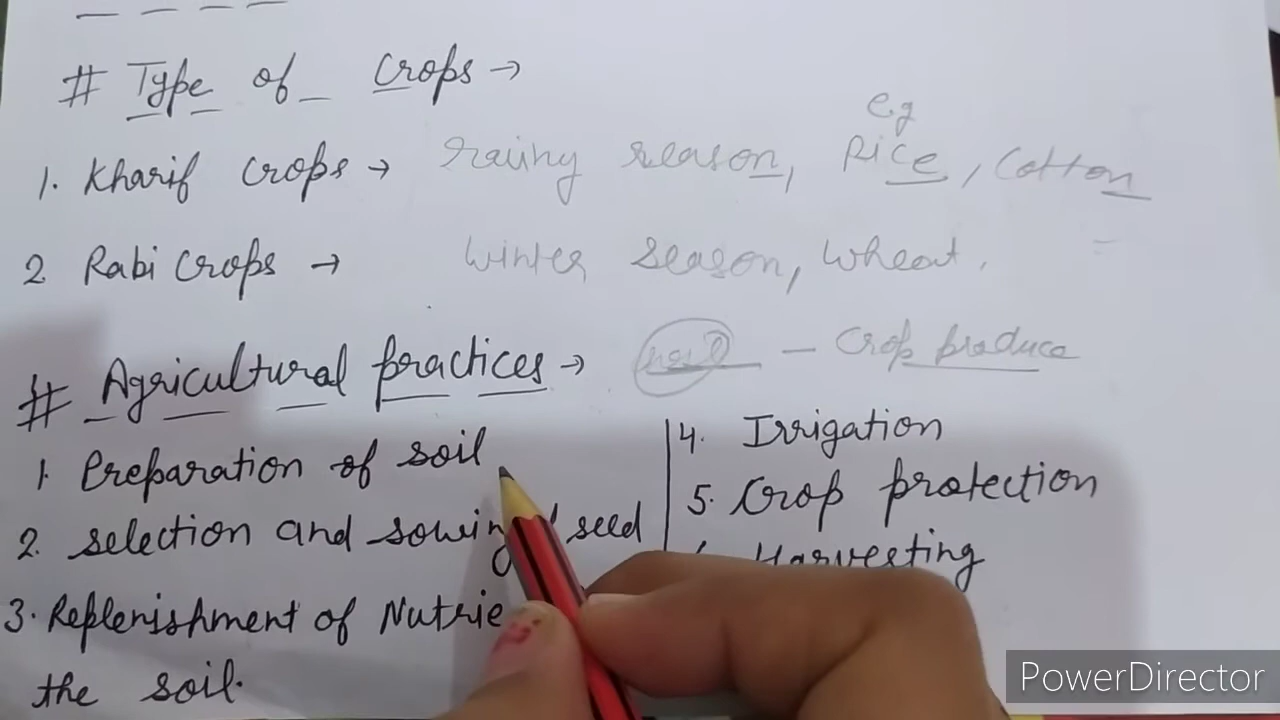 # Type of Crops →
e.g
1. Kharif Crops → rainy season, Rice, Cotton
2 Rabi Crops → Winter season, Wheat.
# Agricultural practices → — Crop produce
1. Preparation of soil
2. selection and sowing seed
3. Replenishment of
the soil.
4. Irrigation
5. Crop protection
Harvesting
PowerDirector